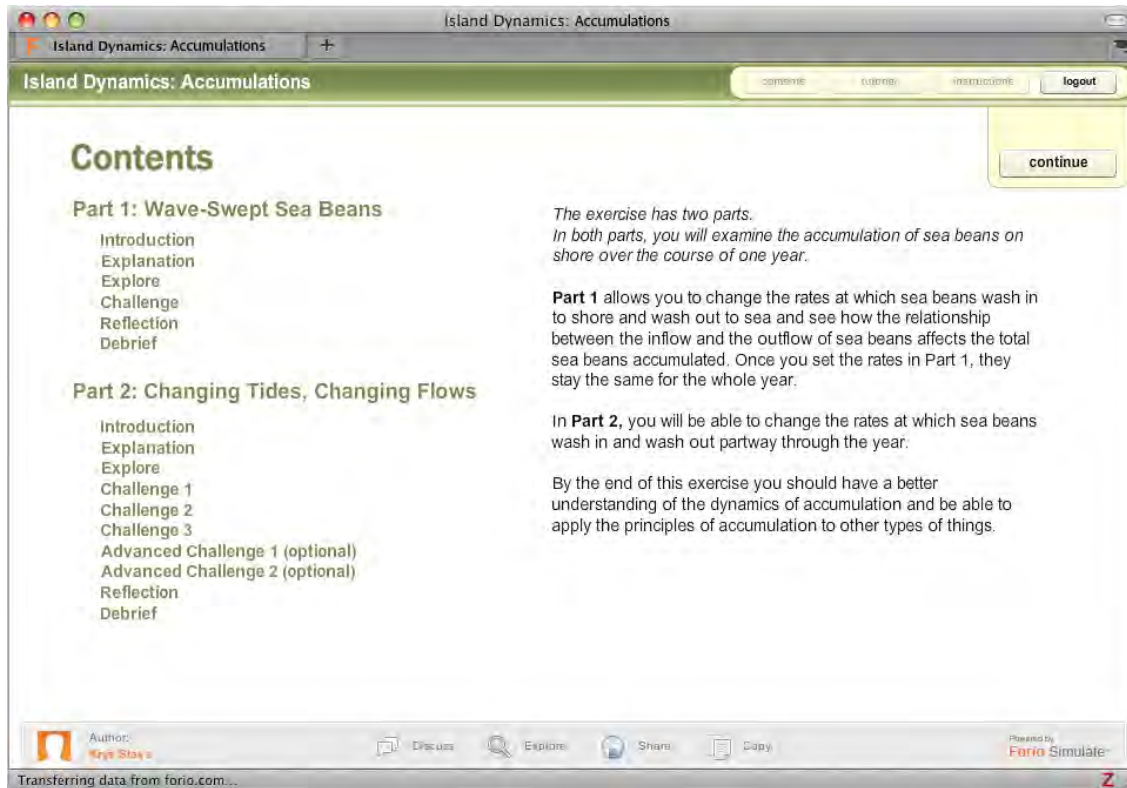 Island Dynamics: Accumulations
Island Dynamics: Accumulations +
Island Dynamics: Accumulations
contents tutorial instructions logout
continue
Contents
Part 1: Wave-Swept Sea Beans
Introduction
Explanation
Explore
Challenge
Reflection
Debrief
Part 2: Changing Tides, Changing Flows
Introduction
Explanation
Explore
Challenge 1
Challenge 2
Challenge 3
Advanced Challenge 1 (optional)
Advanced Challenge 2 (optional)
Reflection
Debrief
The exercise has two parts.
In both parts, you will examine the accumulation of sea beans on
shore over the course of one year.
Part 1 allows you to change the rates at which sea beans wash in
to shore and wash out to sea and see how the relationship
between the inflow and the outflow of sea beans affects the total
sea beans accumulated. Once you set the rates in Part 1, they
stay the same for the whole year.
In Part 2, you will be able to change the rates at which sea beans
wash in and wash out partway through the year.
By the end of this exercise you should have a better
understanding of the dynamics of accumulation and be able to
apply the principles of accumulation to other types of things.
Author:
Krys
Discuss Explore Share Copy
Powered by
Forio Simulate
Transferring data from forio.com...
Z